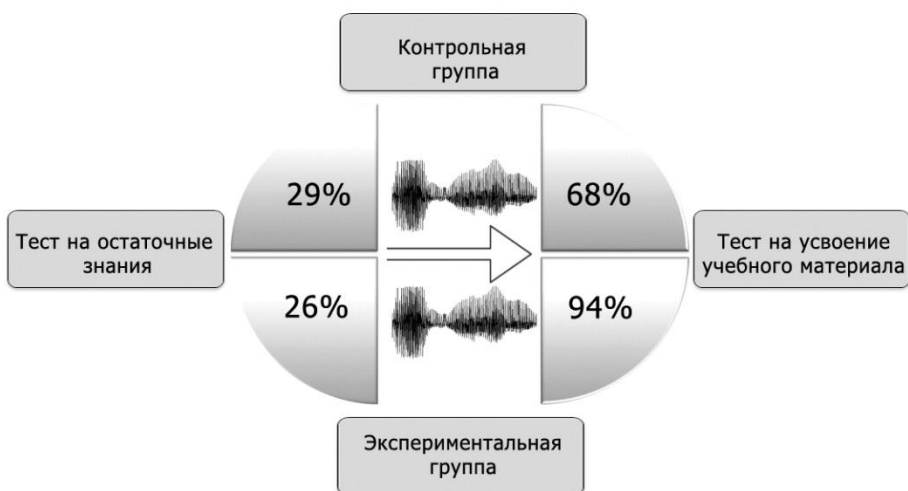 Контрольная
группа
29%
68%
Тест на остаточные
знания
Тест на усвоение
учебного материала
26%
94%
Экспериментальная
группа